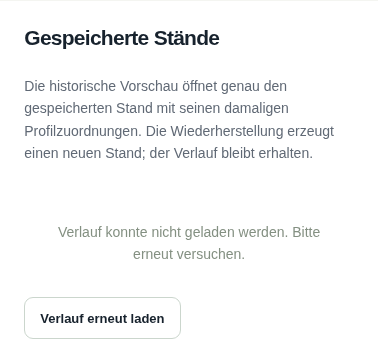 Gespeicherte Stände
Die historische Vorschau öffnet genau den
gespeicherten Stand mit seinen damaligen
Profilzuordnungen. Die Wiederherstellung erzeugt
einen neuen Stand; der Verlauf bleibt erhalten.
Verlauf konnte nicht geladen werden. Bitte
erneut versuchen.
Verlauf erneut laden